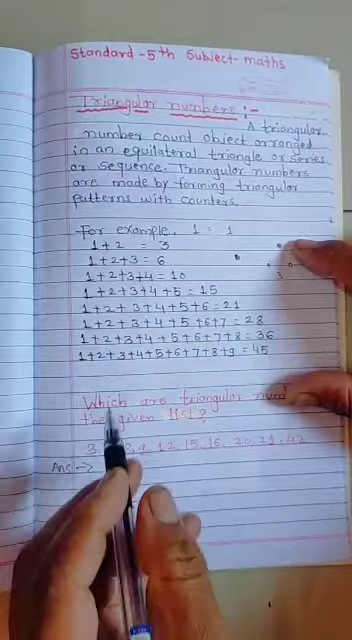 Standard-5th Subject-maths
Triangular numbers:-
A triangular
number count object arranged
in an equilateral triangle or series
or sequence. Triangular numbers
are made by forming triangular
patterns with counters.
For example. 1 = 1
1+2 = 3
1+2+3 = 6
1+2+3+4 = 10
1+2+3+4+5 = 15
1+2+3+4+5+6 = 21
1+2+3+4+5+6+7 = 28
1+2+3+4+5+6+7+8 = 36
1+2+3+4+5+6+7+8+9 = 45
3
Which are triangular num
the given list?
3, 9, 12, 15, 16, 20, 21, 42
Ans →